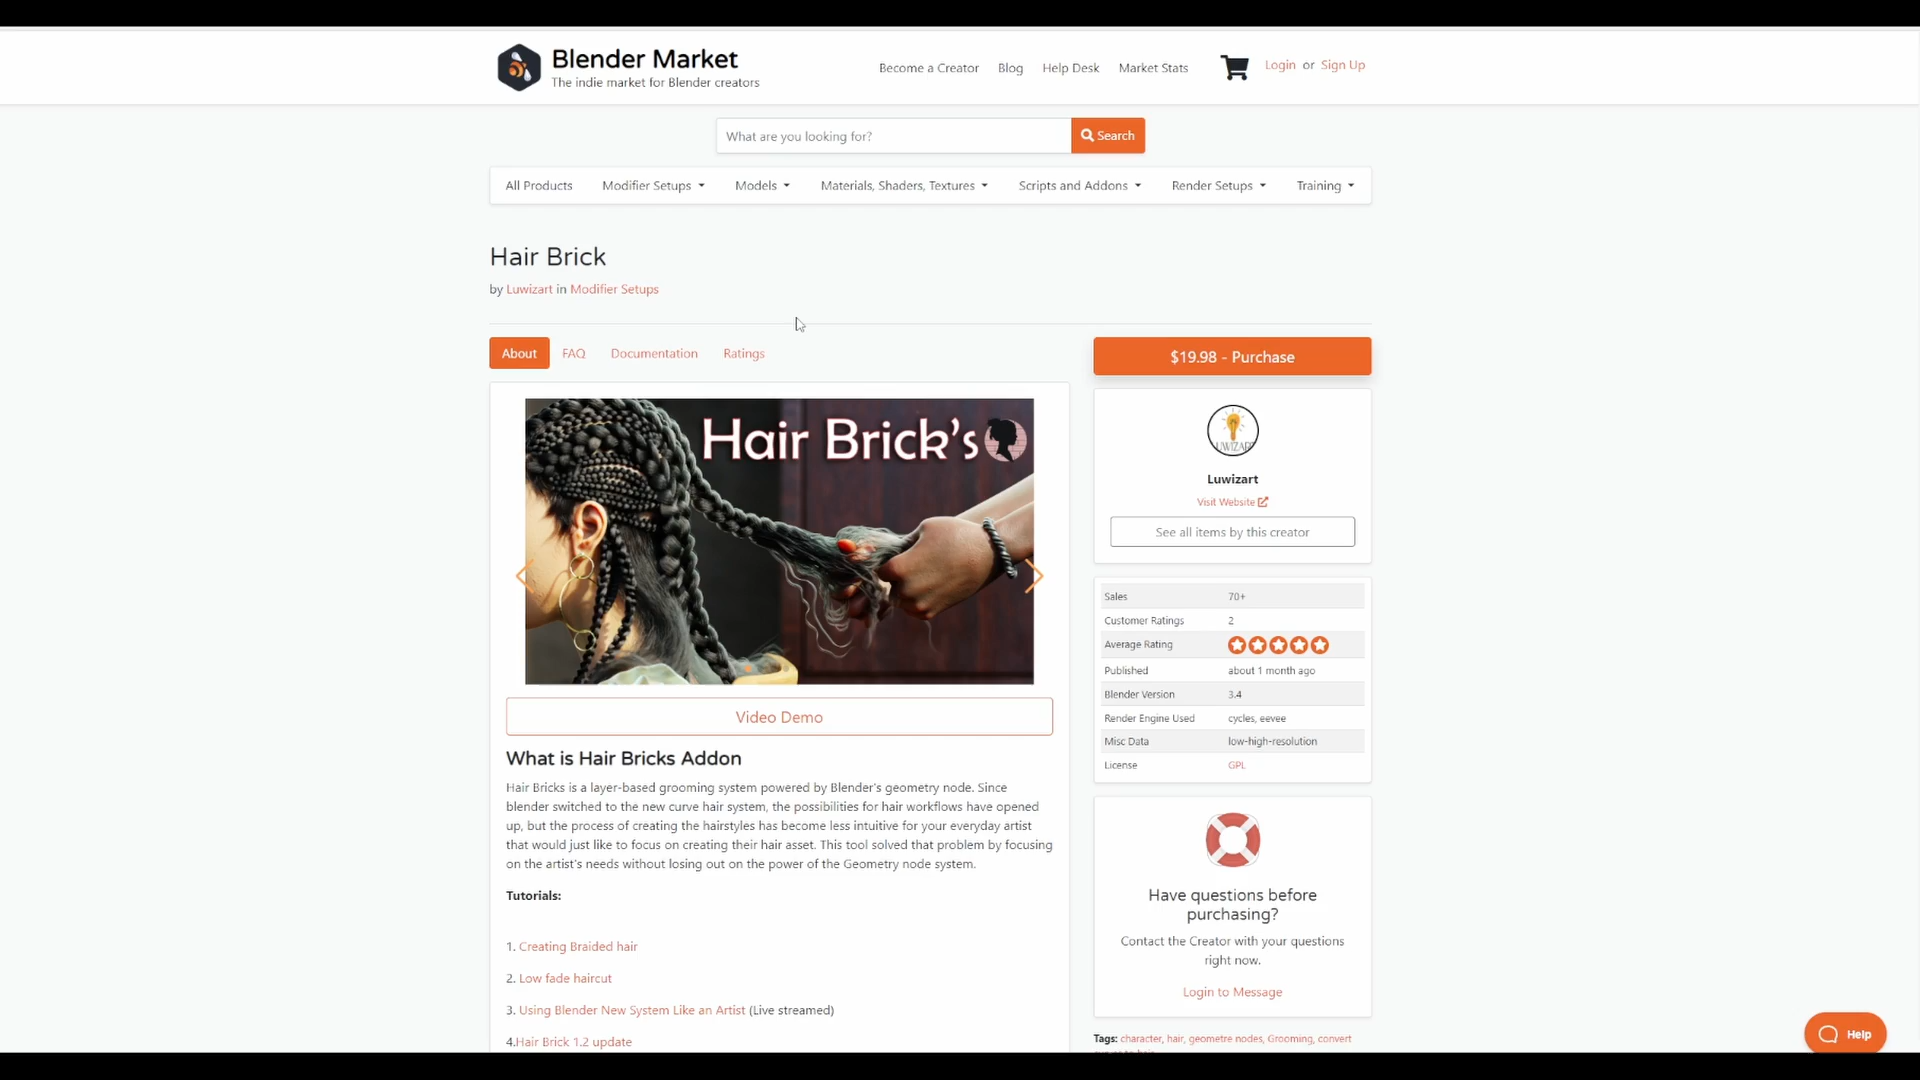 Blender Market
The indie market for Blender creators
Become a Creator
Blog
Help Desk
Market Stats
Login or Sign Up
What are you looking for?
Search
All Products
Modifier Setups
Models
Materials, Shaders, Textures
Scripts and Addons
Render Setups
Training
Hair Brick
by Luwizart in Modifier Setups
About
FAQ
Documentation
Ratings
Hair Brick's
Video Demo
What is Hair Bricks Addon
Hair Bricks is a layer-based grooming system powered by Blender's geometry node. Since
blender switched to the new curve hair system, the possibilities for hair workflows have opened
up, but the process of creating the hairstyles has become less intuitive for your everyday artist
that would just like to focus on creating their hair asset. This tool solved that problem by focusing
on the artist's needs without losing out on the power of the Geometry node system.
Tutorials:
1. Creating Braided hair
2. Low fade haircut
3. Using Blender New System Like an Artist (Live streamed)
4.Hair Brick 1.2 update
$19.98 - Purchase
Luwizart
Visit Website
See all items by this creator
Sales 70+
Customer Ratings 2
Average Rating
Published about 1 month ago
Blender Version 3.4
Render Engine Used cycles, eevee
Misc Data low-high-resolution
License GPL
Have questions before
purchasing?
Contact the Creator with your questions
right now.
Login to Message
Tags: character, hair, geometre nodes, Grooming, convert
Help